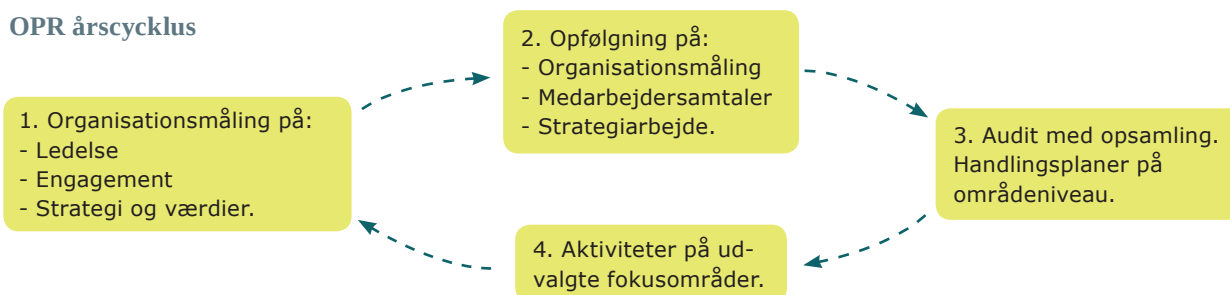 OPR årscyklus
1. Organisationsmåling på:
- Ledelse
- Engagement
- Strategi og værdier.
2. Opfølgning på:
- Organisationsmåling
- Medarbejdersamtaler
- Strategiarbejde.
3. Audit med opsamling.
Handlingsplaner på
områdeniveau.
4. Aktiviteter på ud-
valgte fokusområder.